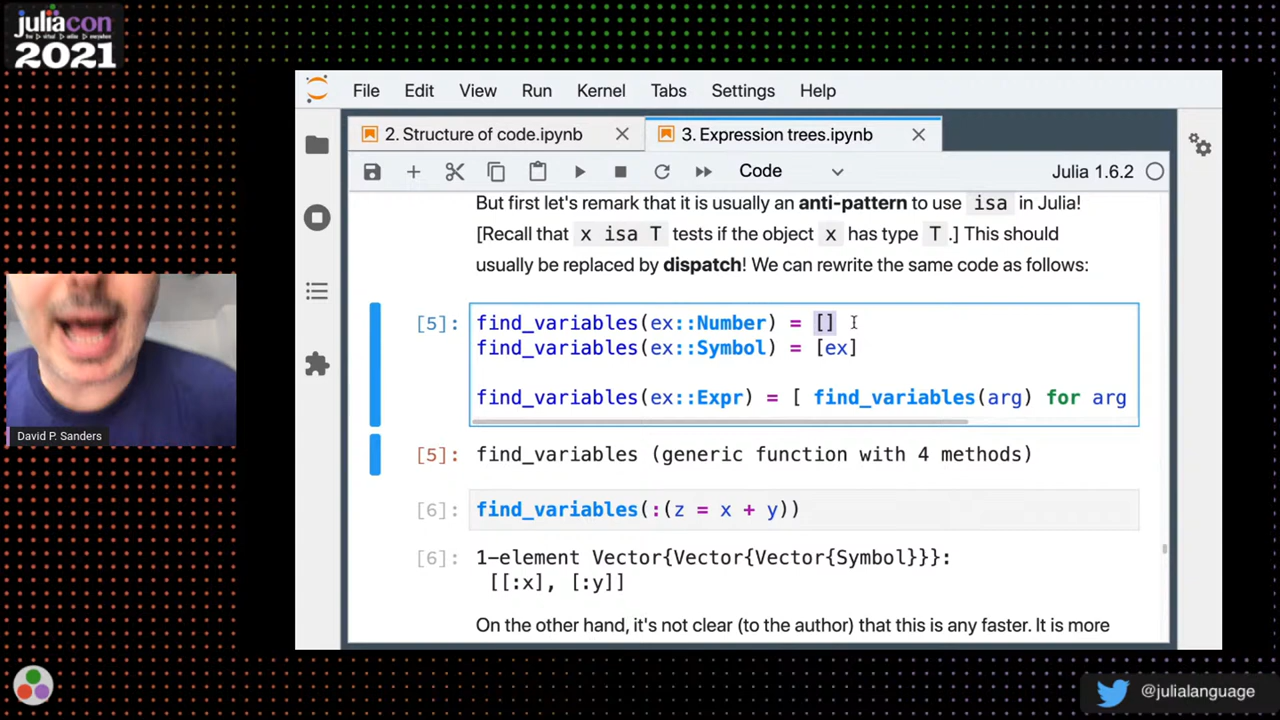 juliacon
2021
File Edit View Run Kernel Tabs Settings Help
2. Structure of code.ipynb
3. Expression trees.ipynb
Code
Julia 1.6.2
But first let's remark that it is usually an anti-pattern to use isa in Julia!
[Recall that x isa T tests if the object x has type T .] This should
usually be replaced by dispatch! We can rewrite the same code as follows:
[5]: find_variables(ex::Number) = []
find_variables(ex::Symbol) = [ex]
find_variables(ex::Expr) = [ find_variables(arg) for arg
[5]: find_variables (generic function with 4 methods)
[6]: find_variables(:(z = x + y))
[6]: 1-element Vector{Vector{Vector{Symbol}}}:
[[:x], [:y]]
On the other hand, it's not clear (to the author) that this is any faster. It is more
David P. Sanders
@julialanguage